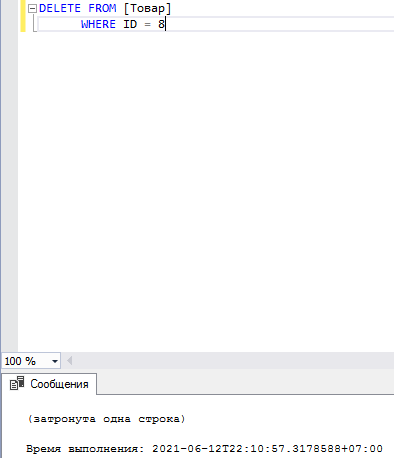 DELETE FROM [Товар]
WHERE ID = 8
100 %
Сообщения
(затронута одна строка)
Время выполнения: 2021-06-12T22:10:57.3178588+07:00